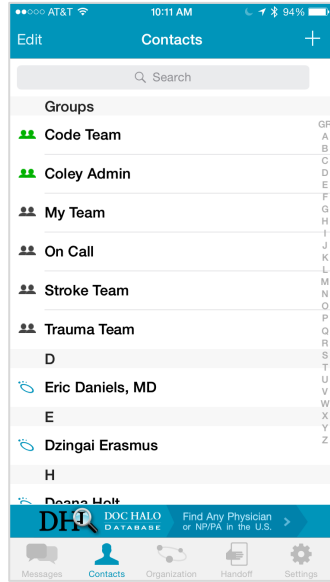 AT&T 10:11 AM 94%
Edit Contacts +
Search
Groups
Code Team
Coley Admin
My Team
On Call
Stroke Team
Trauma Team
D
Eric Daniels, MD
E
Dzingai Erasmus
H
Deana Holt
GR
A
B
C
D
E
F
G
H
I
J
K
L
M
N
O
P
Q
R
S
T
U
V
W
X
Y
Z
DH DOC HALO
DATABASE
Find Any Physician
or NP/PA in the U.S. >
Messages Contacts Organization Handoff Settings